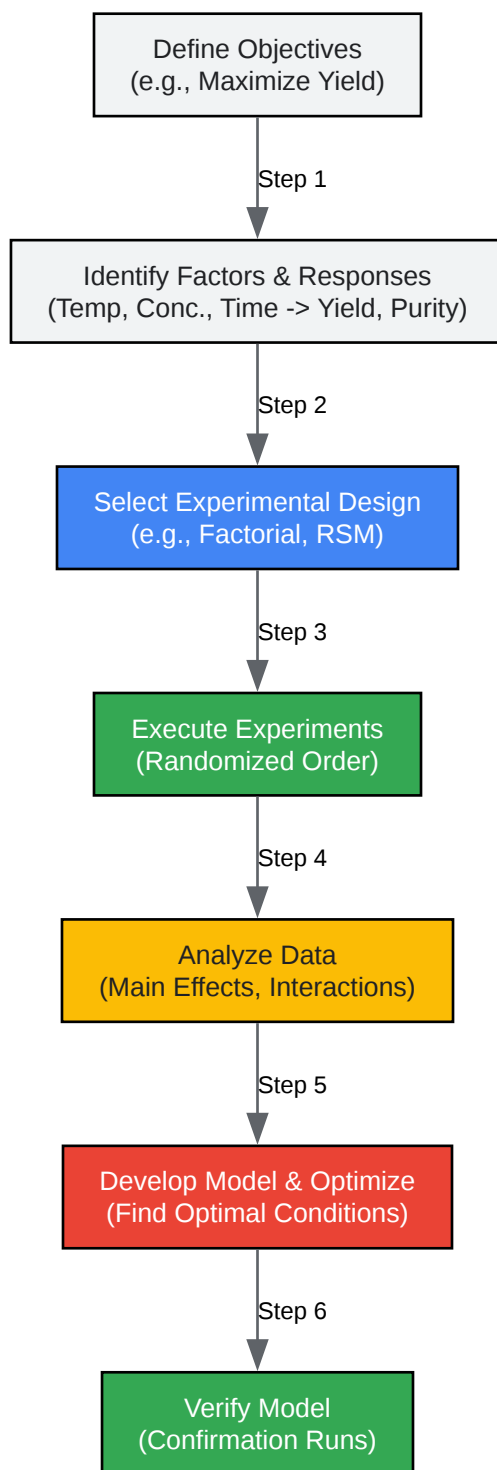 Define Objectives
(e.g., Maximize Yield)
Step 1
Identify Factors & Responses
(Temp, Conc., Time -> Yield, Purity)
Step 2
Select Experimental Design
(e.g., Factorial, RSM)
Step 3
Execute Experiments
(Randomized Order)
Step 4
Analyze Data
(Main Effects, Interactions)
Step 5
Develop Model & Optimize
(Find Optimal Conditions)
Step 6
Verify Model
(Confirmation Runs)